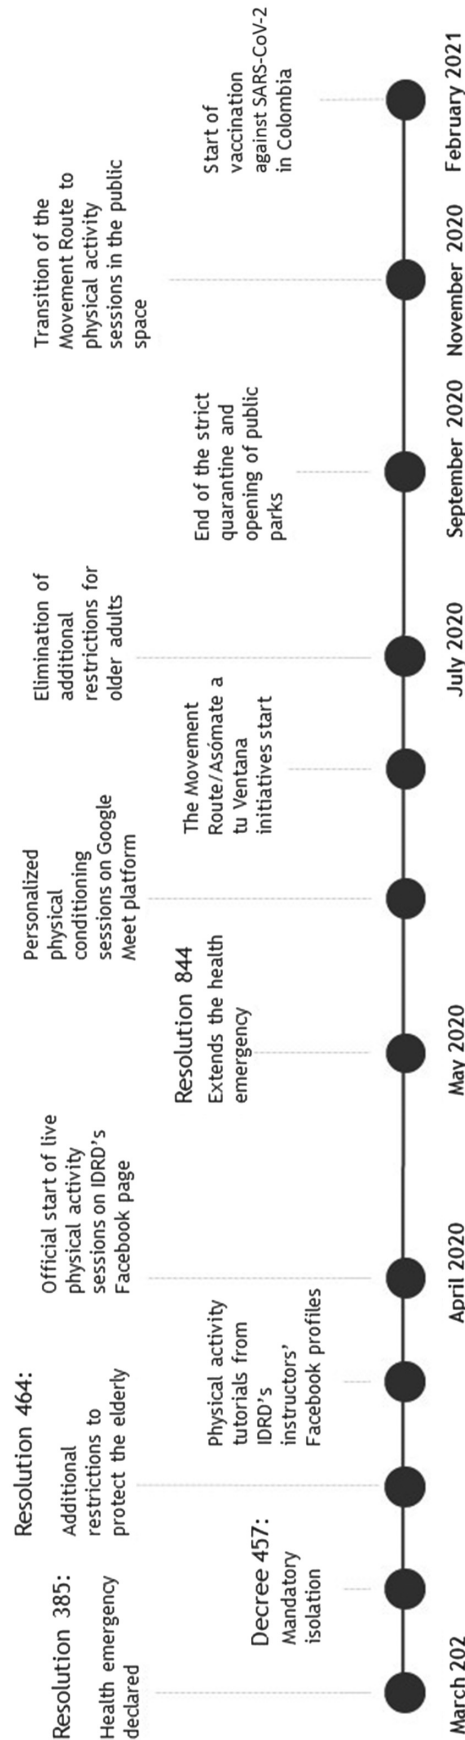 Resolution 385:
Health emergency
declared
Decree 457:
Mandatory
isolation
Resolution 464:
Additional
restrictions to
protect the elderly
Physical activity
tutorials from
IDRD's
instructors'
Facebook profiles
Official start of live
physical activity
sessions on IDRD's
Facebook page
Resolution 844
Extends the health
emergency
Personalized
physical
conditioning
sessions on Google
Meet platform
The Movement
Route/Asómate a
tu Ventana
initiatives start
Elimination of
additional
restrictions for
older adults
End of the strict
quarantine and
opening of public
parks
Transition of the
Movement Route to
physical activity
sessions in the public
space
Start of
vaccination
against SARS-CoV-2
in Colombia
March 202
April 2020
May 2020
July 2020
September 2020
November 2020
February 2021